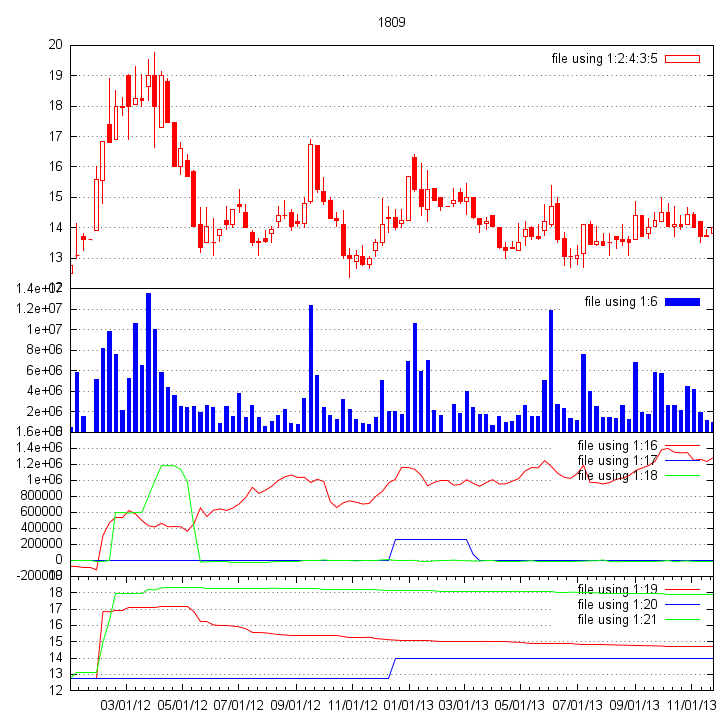 1809
20
file using 1:2:4:3:5
19
18
17
16
15
14
13
12
1.4e+07
file using 1:6
1.2e+07
1e+07
8e+06
6e+06
4e+06
2e+06
0
1.6e+06
file using 1:16
1.4e+06
file using 1:17
1.2e+06
file using 1:18
1e+06
800000
600000
400000
200000
0
-200000
19
file using 1:19
18
file using 1:20
17
file using 1:21
16
15
14
13
12
03/01/12 05/01/12 07/01/12 09/01/12 11/01/12 01/01/13 03/01/13 05/01/13 07/01/13 09/01/13 11/01/13